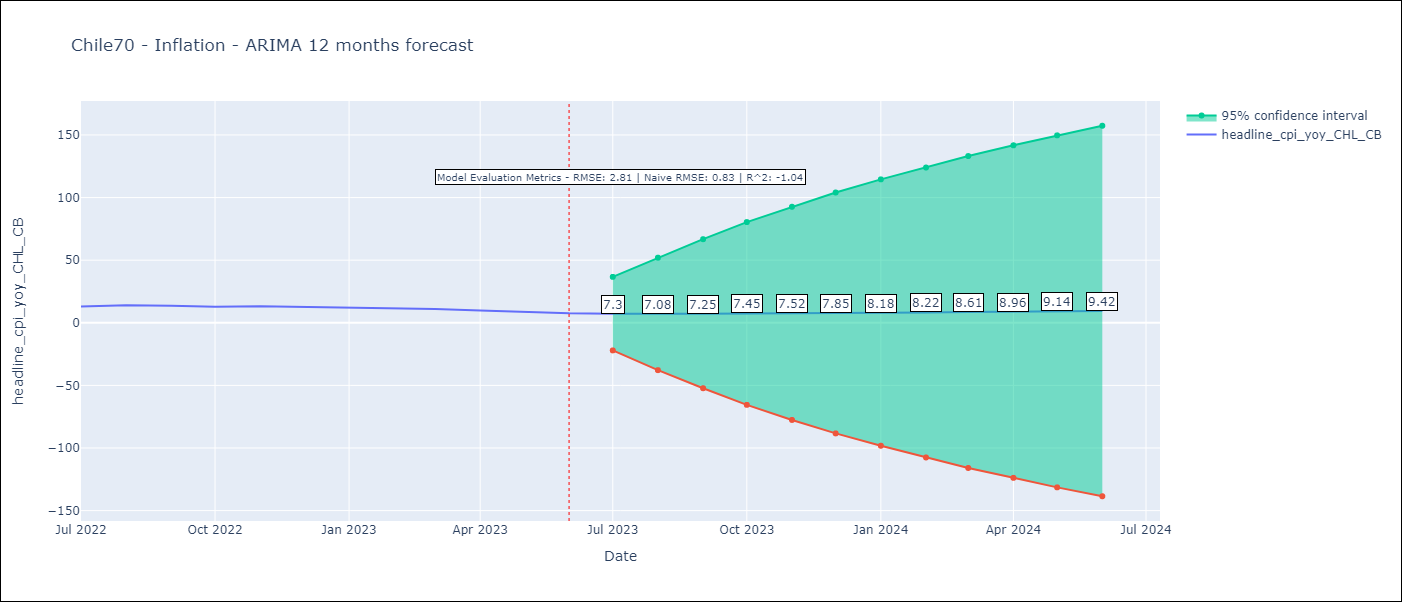 Chile70 - Inflation - ARIMA 12 months forecast
95% confidence interval
headline_cpi_yoy_CHL_CB
Model Evaluation Metrics - RMSE: 2.81 | Naive RMSE: 0.83 | R^2: -1.04
headline_cpi_yoy_CHL_CB
150
100
50
0
−50
−100
−150
7.3
7.08
7.25
7.45
7.52
7.85
8.18
8.22
8.61
8.96
9.14
9.42
Jul 2022
Oct 2022
Jan 2023
Apr 2023
Jul 2023
Oct 2023
Jan 2024
Apr 2024
Jul 2024
Date